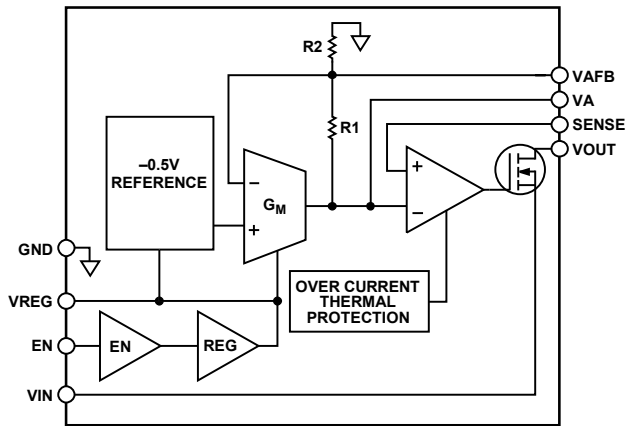 R2
VAFB
VA
R1
SENSE
VOUT
–0.5V
REFERENCE
–
GM
+
+
–
GND
OVER CURRENT
THERMAL
PROTECTION
VREG
EN
EN
REG
VIN